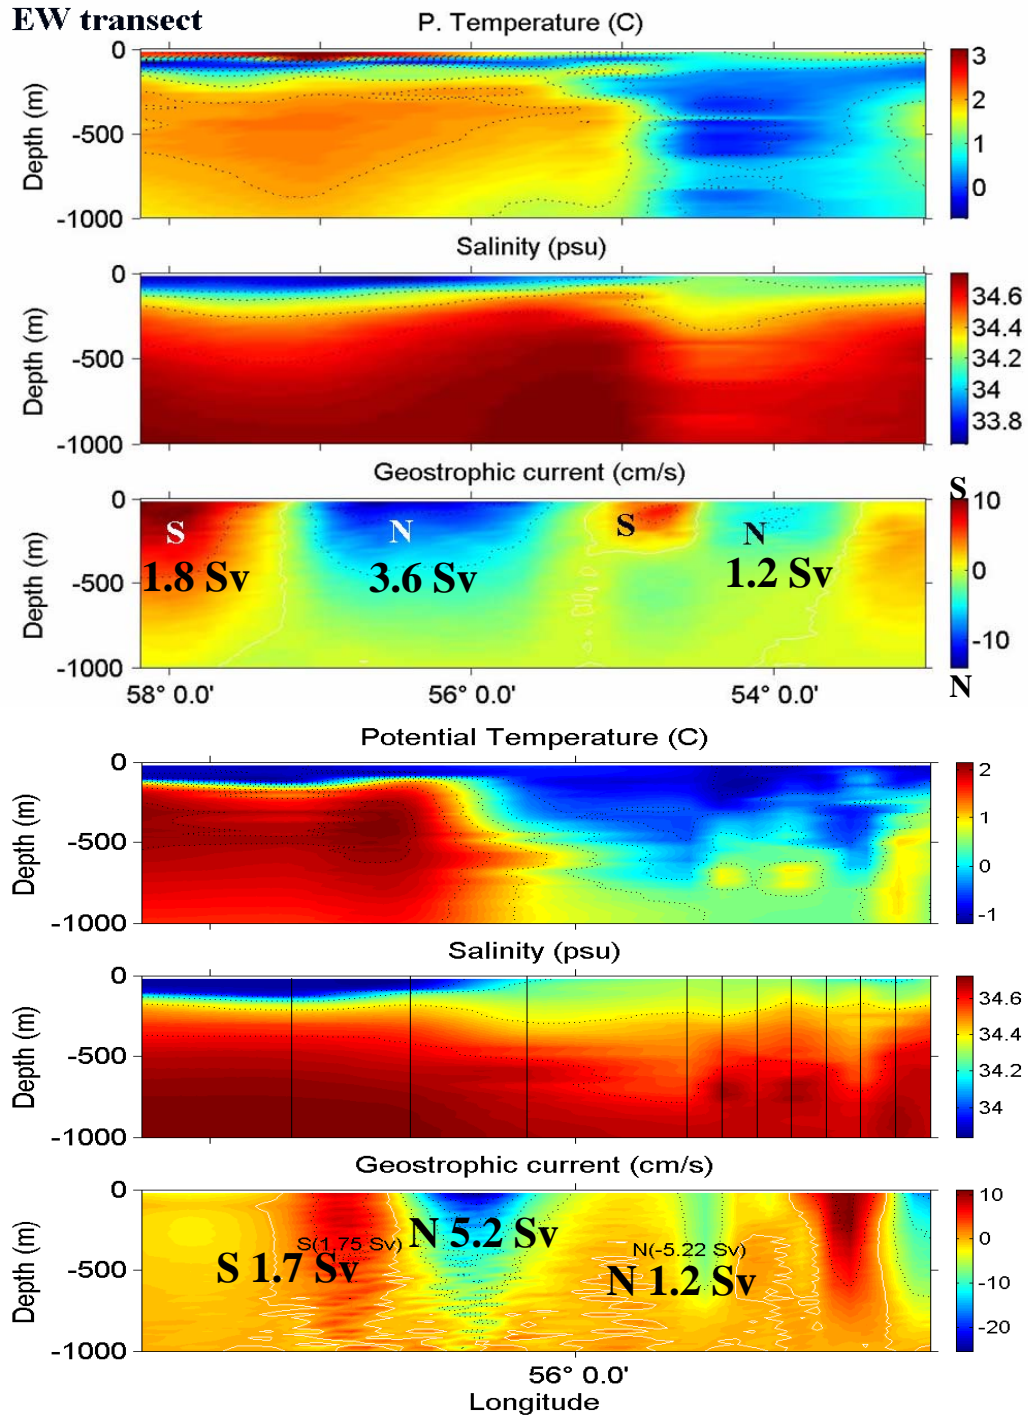 EW transect
P. Temperature (C)
0
-500
-1000
Depth (m)
3
2
1
0
Salinity (psu)
0
-500
-1000
Depth (m)
34.6
34.4
34.2
34
33.8
Geostrophic current (cm/s)
0
-500
-1000
Depth (m)
S N S N
1.8 Sv 3.6 Sv 1.2 Sv
S
10
0
-10
N
58° 0.0' 56° 0.0' 54° 0.0'
Potential Temperature (C)
0
-500
-1000
Depth (m)
2
1
0
-1
Salinity (psu)
0
-500
-1000
Depth (m)
34.6
34.4
34.2
34
Geostrophic current (cm/s)
0
-500
-1000
Depth (m)
N 5.2 Sv
S(1.75 Sv) N(-5.22 Sv)
S 1.7 Sv N 1.2 Sv
10
0
-10
-20
56° 0.0'
Longitude